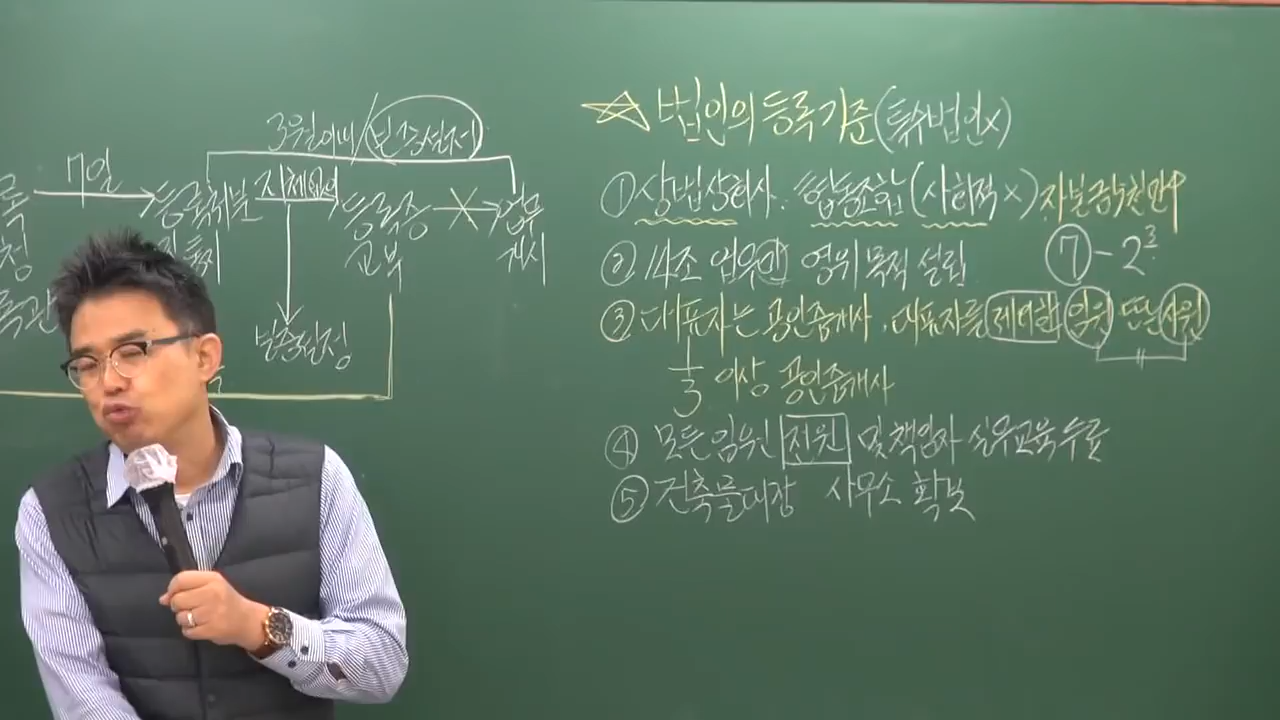 3월이내
7일
등록처분
지체없이
등록증
업무
통지
교부
개시
보증설정
☆ 법인의 등록기준(특수법인x)
① 상법상회사. 협동조합(사회적x) 자본금 5천만↑
② 14조 업무만 영위 목적 설립 ⑦-2
③ 대표자는 공인중개사, 대표자를 제외한 임원 또는 사원
1/3 이상 공인중개사
④ 모든임원 전원 및 책임자 실무교육수료
⑤ 건축물대장 사무소 확보